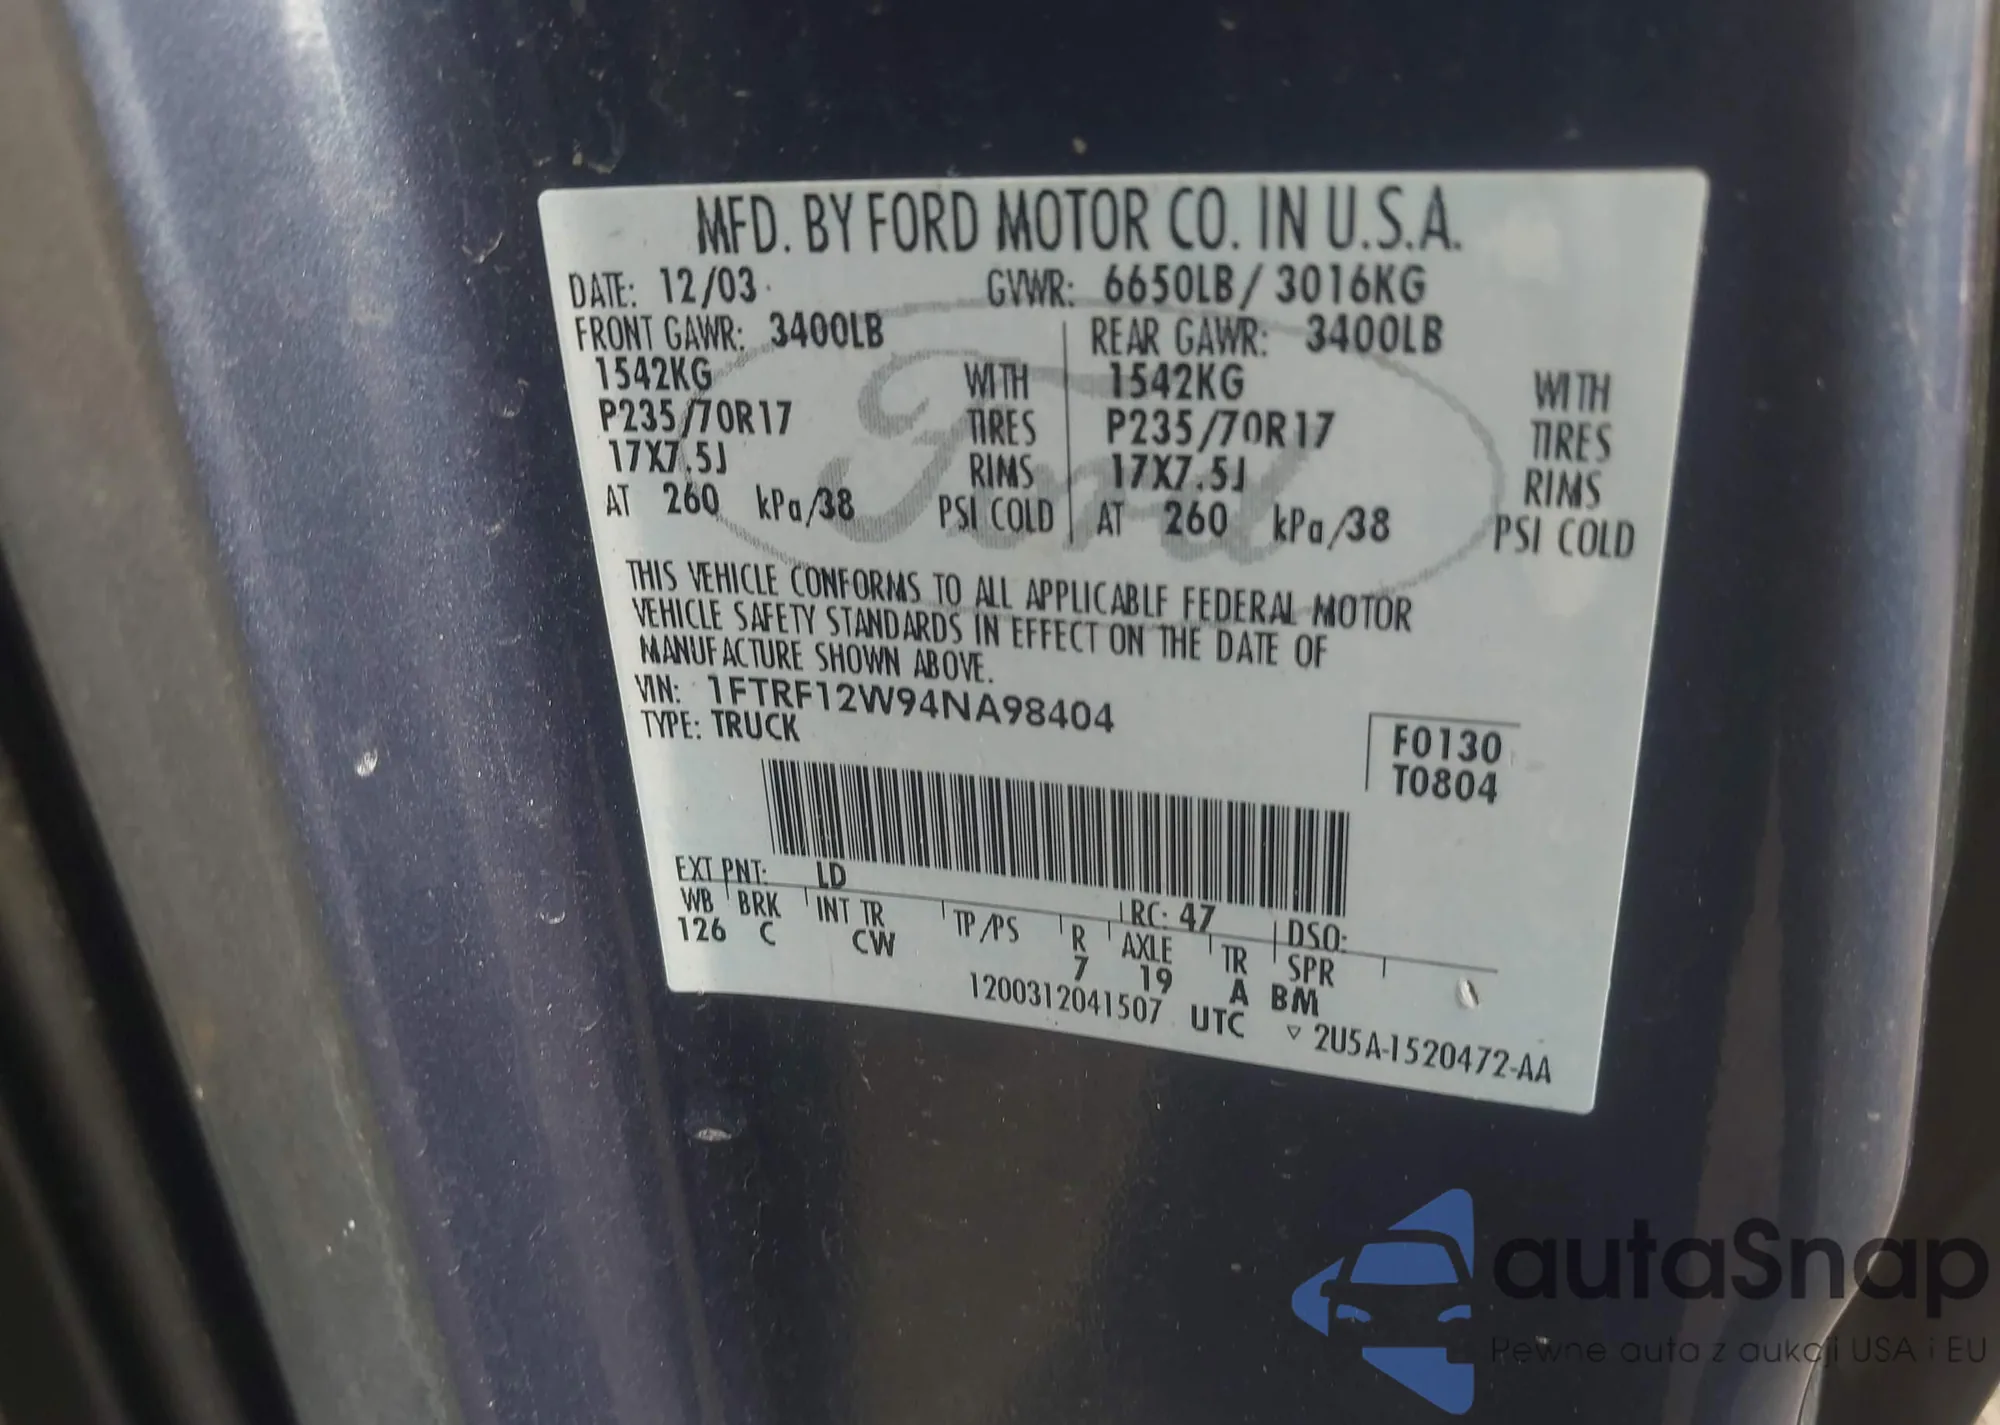 MFD. BY FORD MOTOR CO. IN U.S.A.
DATE: 12/03 GVWR: 6650LB / 3016KG
FRONT GAWR: 3400LB REAR GAWR: 3400LB
1542KG WITH 1542KG WITH
P235/70R17 TIRES P235/70R17 TIRES
17X7.5J RIMS 17X7.5J RIMS
AT 260 kPa/38 PSI COLD AT 260 kPa/38 PSI COLD
Ford
THIS VEHICLE CONFORMS TO ALL APPLICABLE FEDERAL MOTOR
VEHICLE SAFETY STANDARDS IN EFFECT ON THE DATE OF
MANUFACTURE SHOWN ABOVE.
VIN: 1FTRF12W94NA98404
TYPE: TRUCK
F0130
T0804
EXT PNT: LD RC: 47 DSO:
WB BRK INT TR TP/PS R AXLE TR SPR
126 C CW 7 19 A BM
1200312041507 UTC ▽ 2U5A-1520472-AA
autaSnap
Pewne auta z aukcji USA i EU